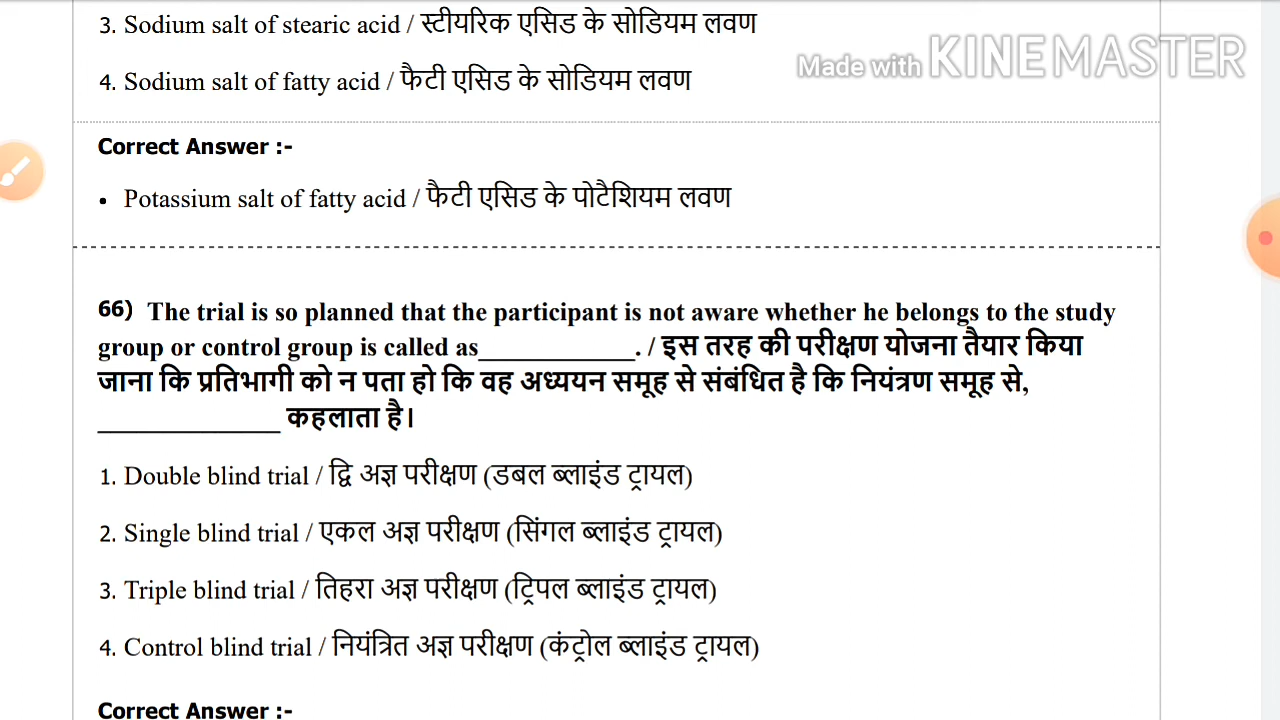 3. Sodium salt of stearic acid / स्टीयरिक एसिड के सोडियम लवण
Made with KINEMASTER
4. Sodium salt of fatty acid / फैटी एसिड के सोडियम लवण
Correct Answer :-
• Potassium salt of fatty acid / फैटी एसिड के पोटैशियम लवण
66) The trial is so planned that the participant is not aware whether he belongs to the study
group or control group is called as____________. / इस तरह की परीक्षण योजना तैयार किया
जाना कि प्रतिभागी को न पता हो कि वह अध्ययन समूह से संबंधित है कि नियंत्रण समूह से,
______________ कहलाता है।
1. Double blind trial / द्वि अज्ञ परीक्षण (डबल ब्लाइंड ट्रायल)
2. Single blind trial / एकल अज्ञ परीक्षण (सिंगल ब्लाइंड ट्रायल)
3. Triple blind trial / तिहरा अज्ञ परीक्षण (ट्रिपल ब्लाइंड ट्रायल)
4. Control blind trial / नियंत्रित अज्ञ परीक्षण (कंट्रोल ब्लाइंड ट्रायल)
Correct Answer :-